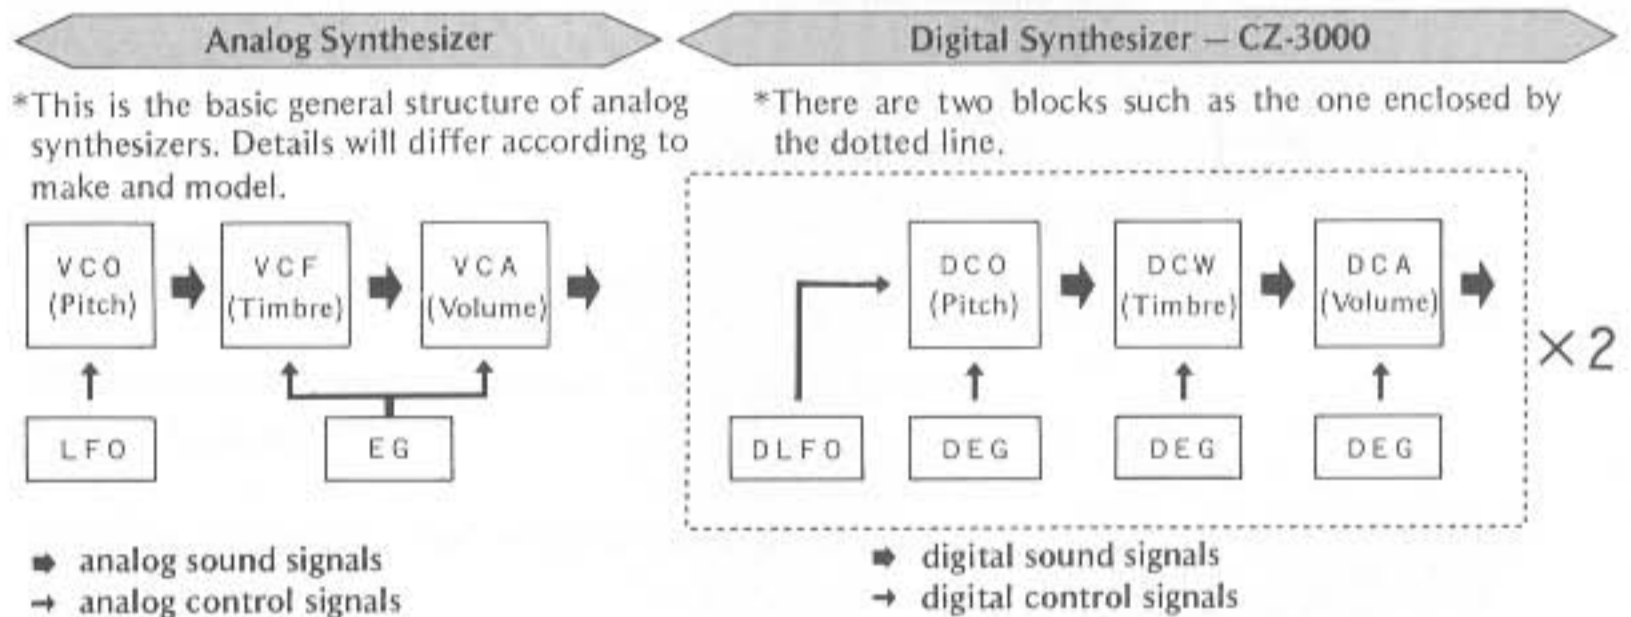 Analog Synthesizer
*This is the basic general structure of analog
synthesizers. Details will differ according to
make and model.
VCO
(Pitch)
VCF
(Timbre)
VCA
(Volume)
LFO
EG
➡ analog sound signals
→ analog control signals
Digital Synthesizer — CZ-3000
*There are two blocks such as the one enclosed by
the dotted line.
DCO
(Pitch)
DCW
(Timbre)
DCA
(Volume)
×2
DLFO
DEG
DEG
DEG
➡ digital sound signals
→ digital control signals